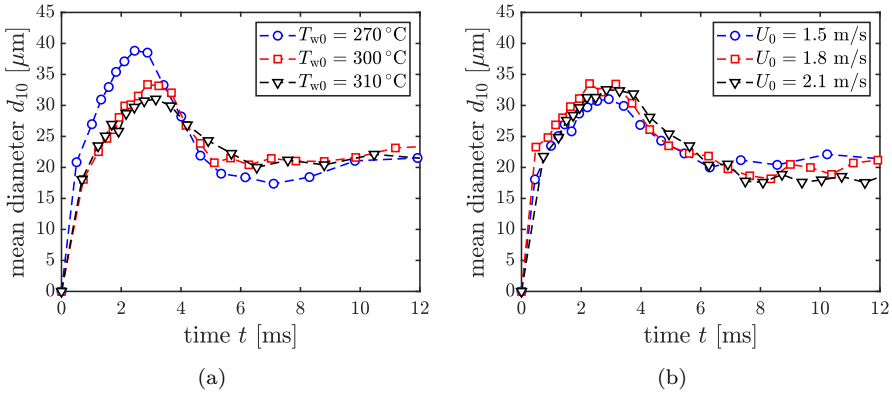 45
40
35
30
25
20
15
10
5
0
mean diameter d10 [μm]
Tw0 = 270 °C
Tw0 = 300 °C
Tw0 = 310 °C
0 2 4 6 8 10 12
time t [ms]
(a)
45
40
35
30
25
20
15
10
5
0
mean diameter d10 [μm]
U0 = 1.5 m/s
U0 = 1.8 m/s
U0 = 2.1 m/s
0 2 4 6 8 10 12
time t [ms]
(b)